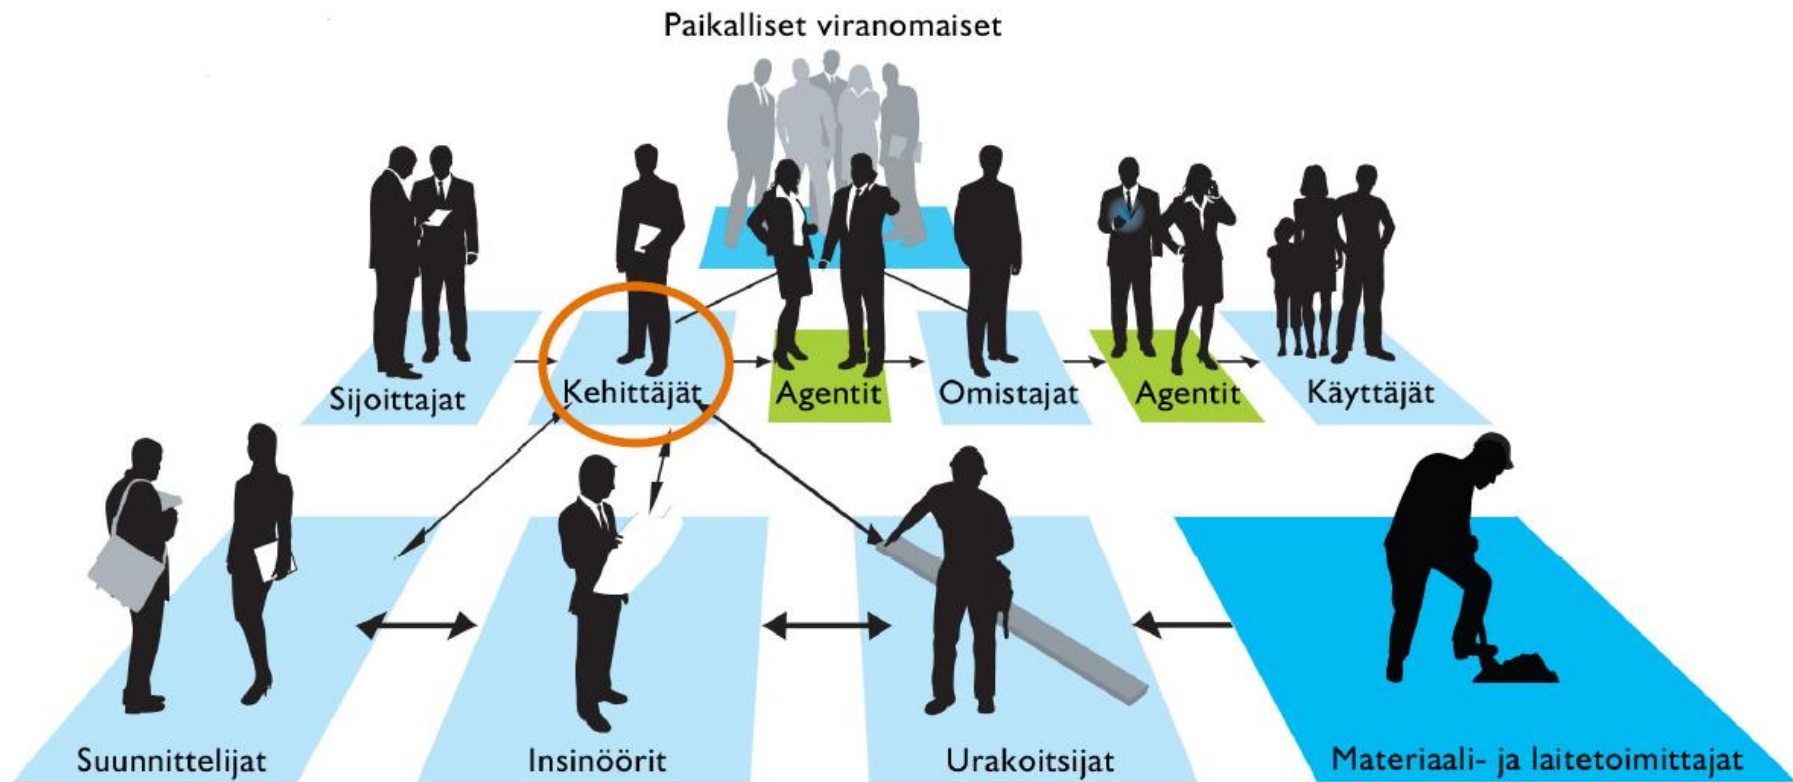 Paikalliset viranomaiset
Sijoittajat
Kehittäjät
Agentit
Omistajat
Agentit
Käyttäjät
Suunnittelijat
Insinöörit
Urakoitsijat
Materiaali- ja laitetoimittajat